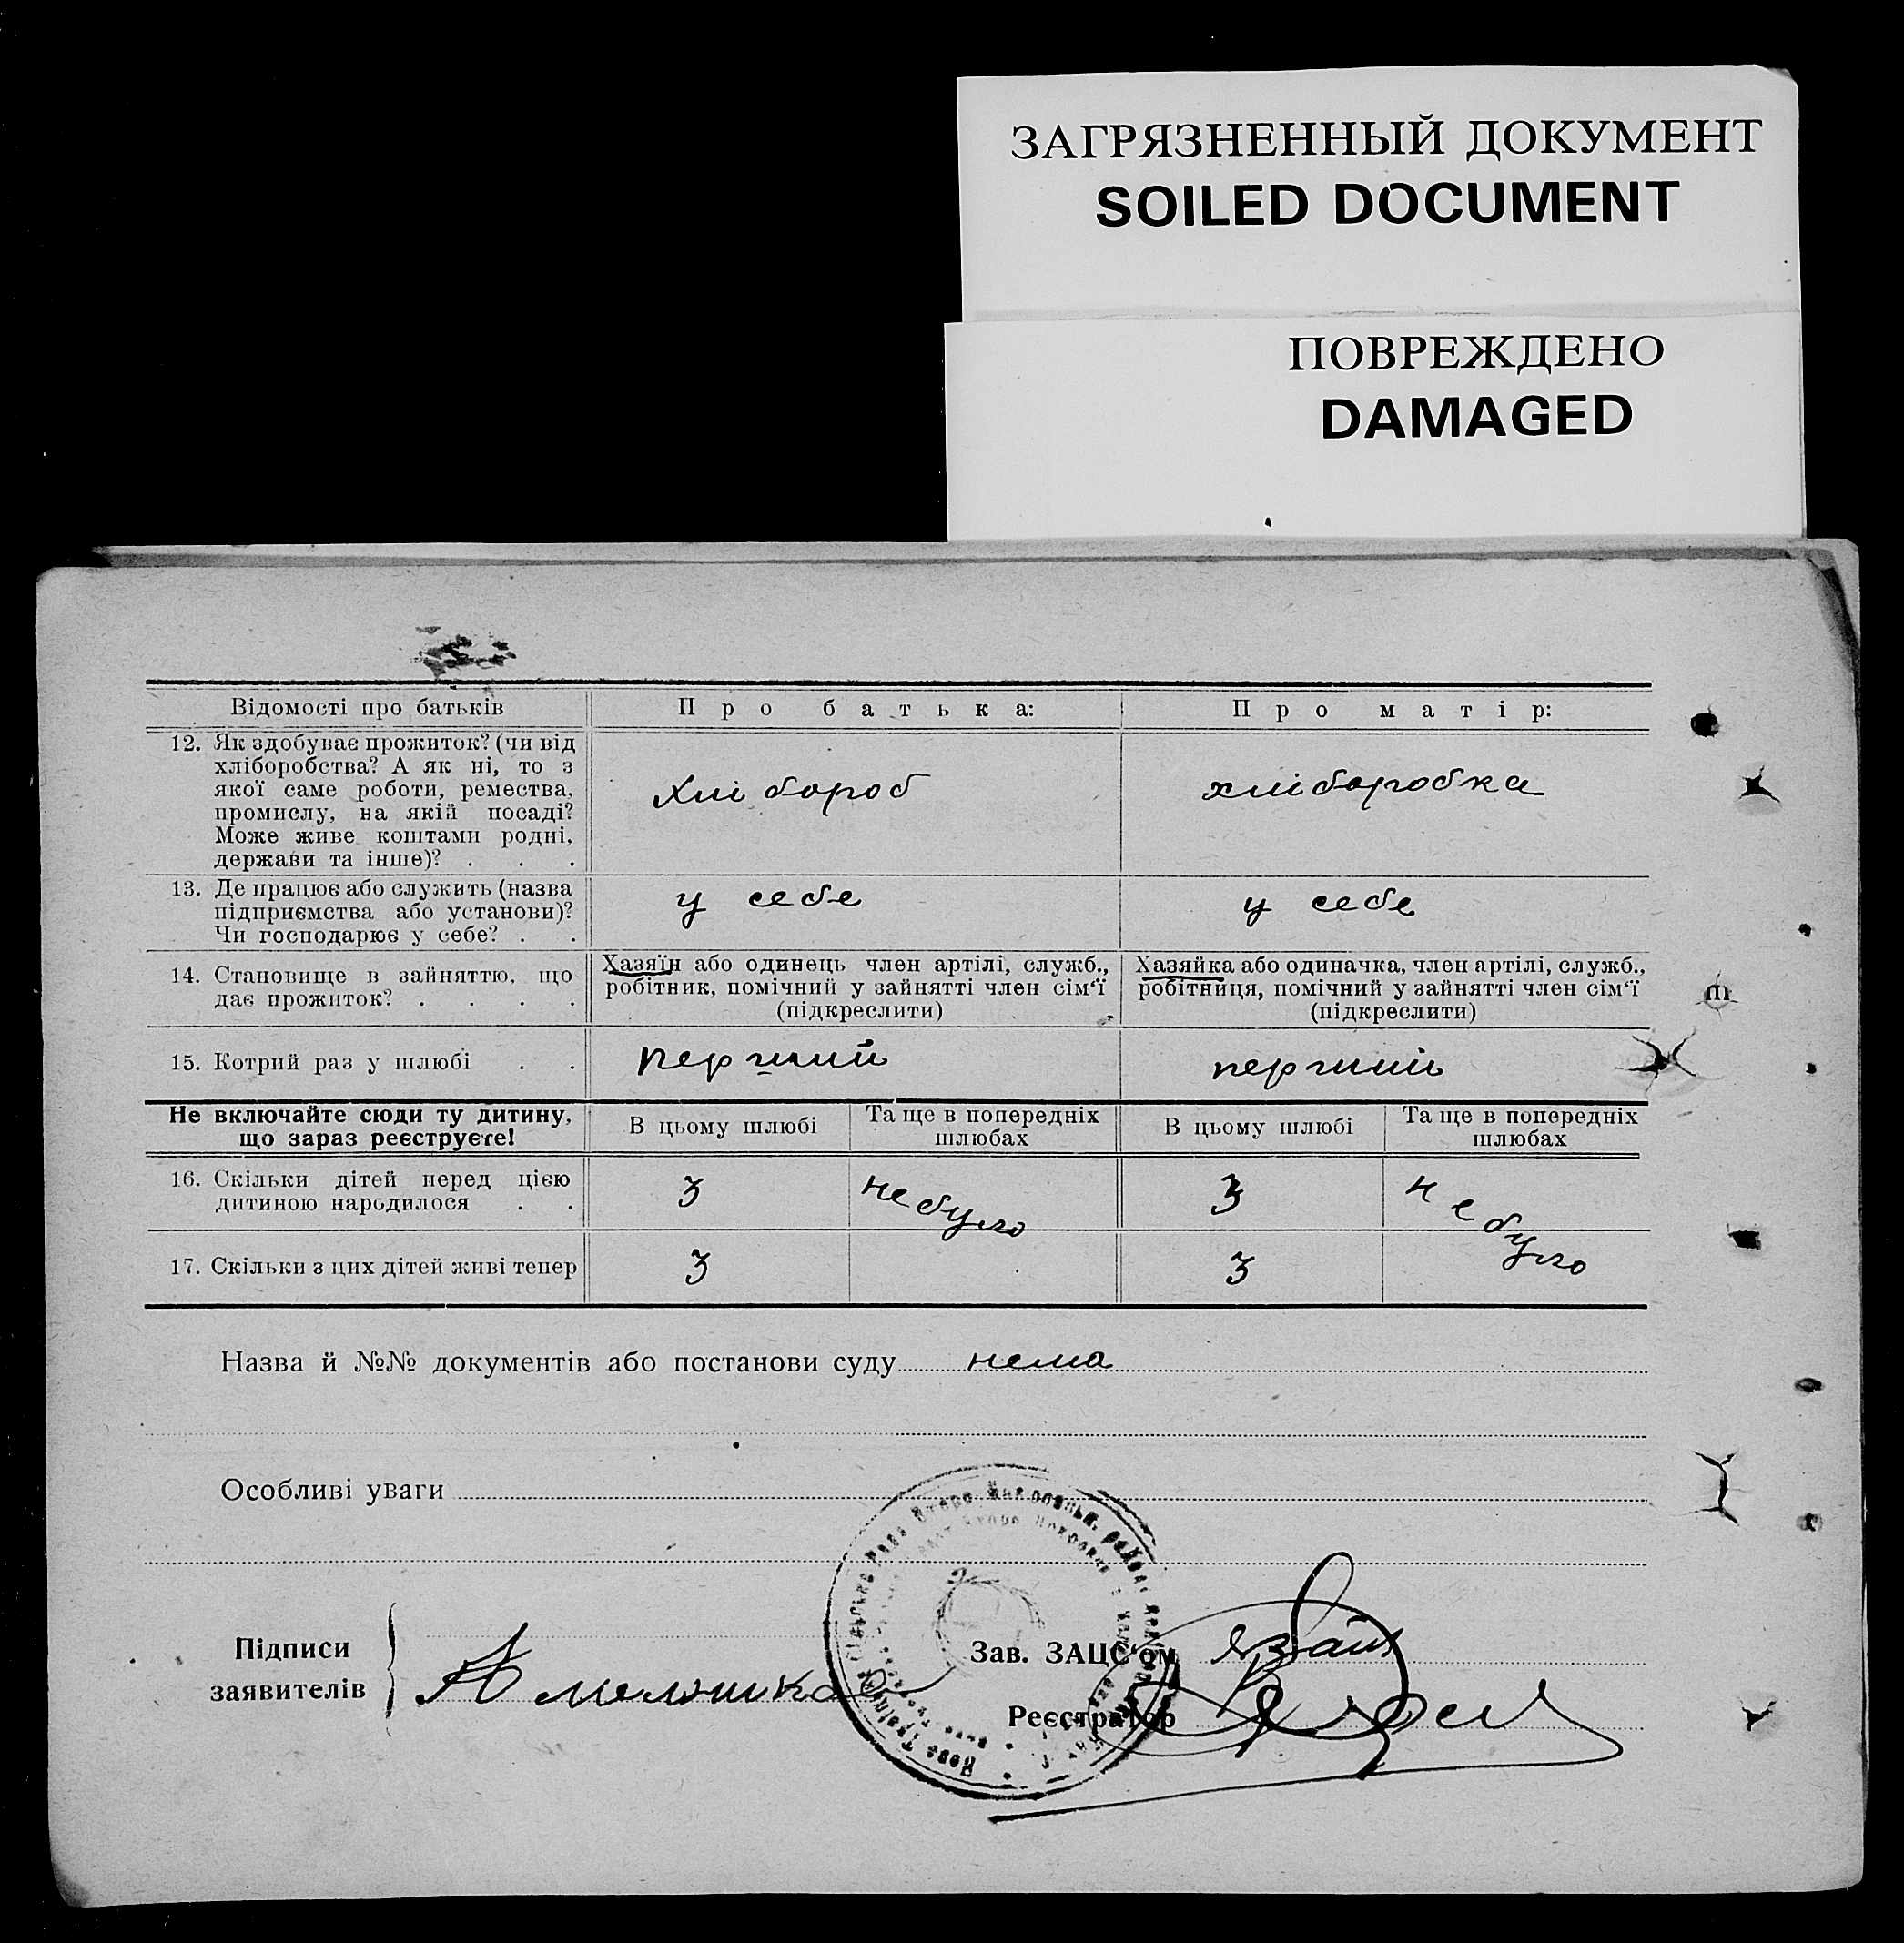 ЗАГРЯЗНЕННЫЙ ДОКУМЕНТ
SOILED DOCUMENT
ПОВРЕЖДЕНО
DAMAGED
Відомості про батьків
Про батька:
Про матір:
12. Як здобуває прожиток? (чи від
хліборобства? А як ні, то з
якої саме роботи, ремества,
промислу, на якій посаді?
Може живе коштами родні,
держави та інше)? . . .
хлібороб
хліборобка
13. Де працює або служить (назва
підприємства або установи)?
Чи господарює у себе? . .
у себе
у себе
14. Становище в зайняттю, що
дає прожиток? . . . .
Хазяїн або одинець член артілі, служб.,
робітник, помічний у зайнятті член сім'ї
(підкреслити)
Хазяйка або одиначка, член артілі, служб.,
робітниця, помічний у зайнятті член сім'ї
(підкреслити)
15. Котрий раз у шлюбі . .
перший
перший
Не включайте сюди ту дитину,
що зараз реєструєте!
В цьому шлюбі
Та ще в попередніх
шлюбах
В цьому шлюбі
Та ще в попередніх
шлюбах
16. Скільки дітей перед цією
дитиною народилося . .
3
не було
3
не було
17. Скільки з цих дітей живі тепер
3
3
Назва й №№ документів або постанови суду нема
Особливі уваги
Підписи
заявителів
Зав. ЗАЦС'ом
Реєстратор